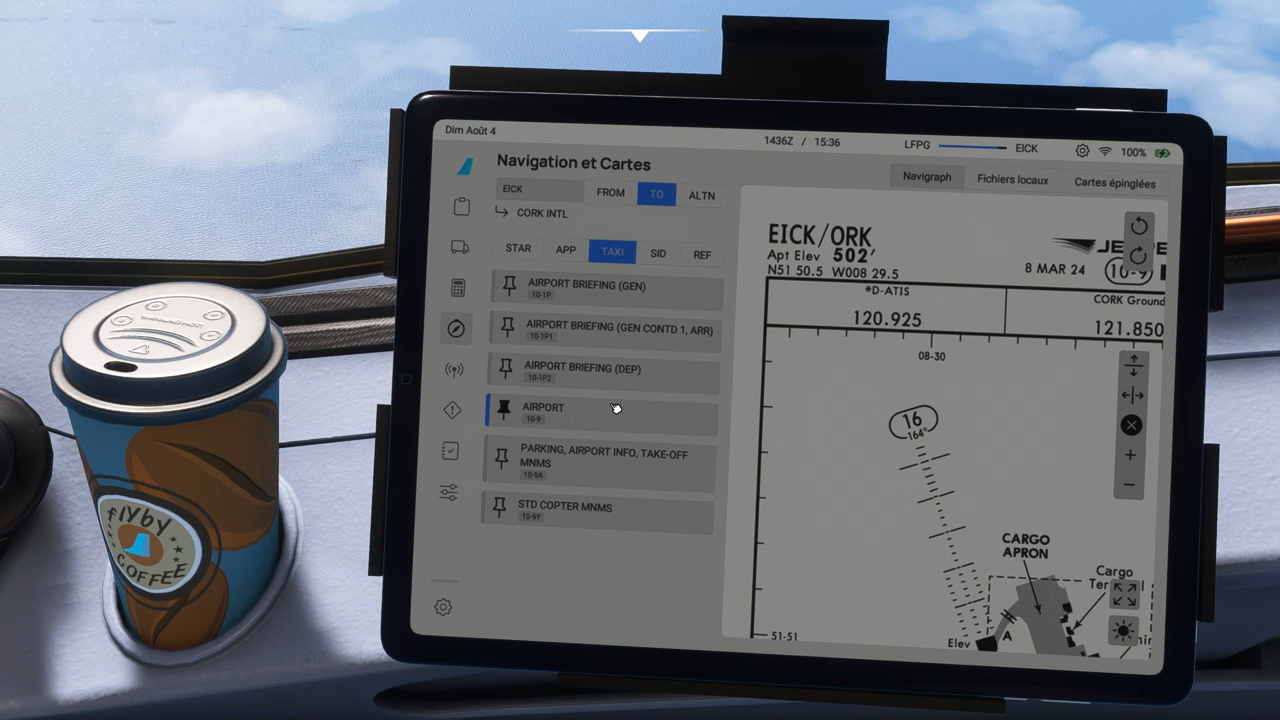 Dim Août 4
1436Z / 15:36
LFPG
EICK
100%
Navigation et Cartes
EICK
FROM
TO
ALTN
CORK INTL
STAR
APP
TAXI
SID
REF
AIRPORT BRIEFING (GEN)
10-1P
AIRPORT BRIEFING (GEN CONTD 1, ARR)
10-1P1
AIRPORT BRIEFING (DEP)
10-1P2
AIRPORT
10-9
PARKING, AIRPORT INFO, TAKE-OFF
MNMS
10-9A
STD COPTER MNMS
10-9Y
Navigraph
Fichiers locaux
Cartes épinglées
EICK/ORK
Apt Elev 502'
N51 50.5 W008 29.5
8 MAR 24
10-9
*D-ATIS
120.925
CORK Ground
121.850
08-30
16
164°
CARGO
APRON
Cargo
A
Elev
51-51
flyby
COFFEE